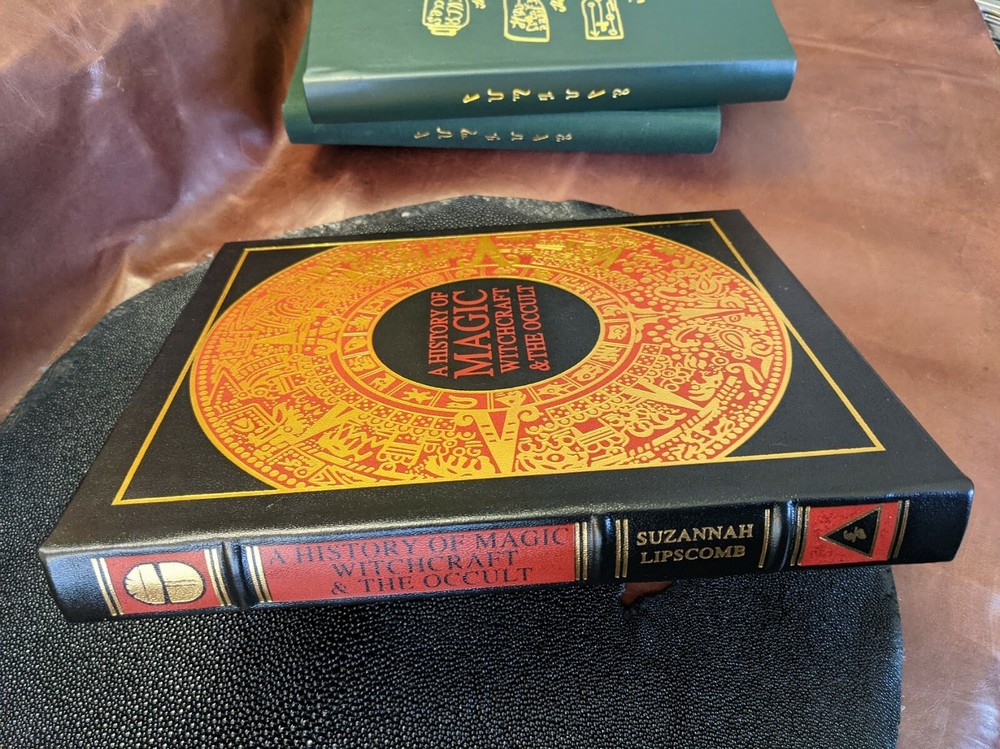 A HISTORY OF
MAGIC
WITCHCRAFT
& THE OCCULT
A HISTORY OF MAGIC
WITCHCRAFT
& THE OCCULT
SUZANNAH
LIPSCOMB